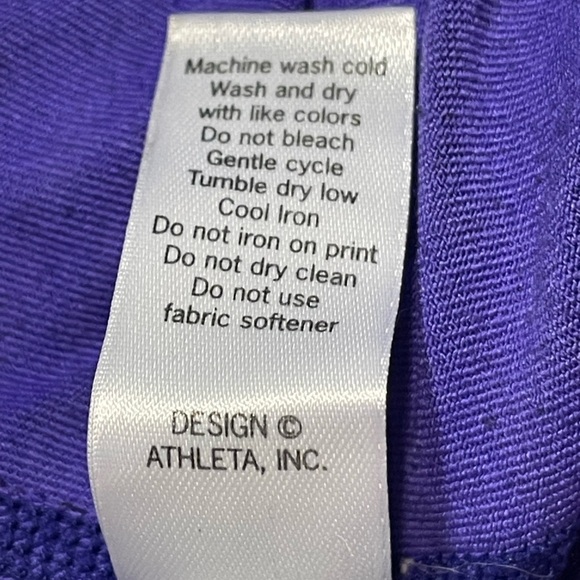 Machine wash cold
Wash and dry
with like colors
Do not bleach
Gentle cycle
Tumble dry low
Cool Iron
Do not iron on print
Do not dry clean
Do not use
fabric softener
DESIGN ©
ATHLETA, INC.